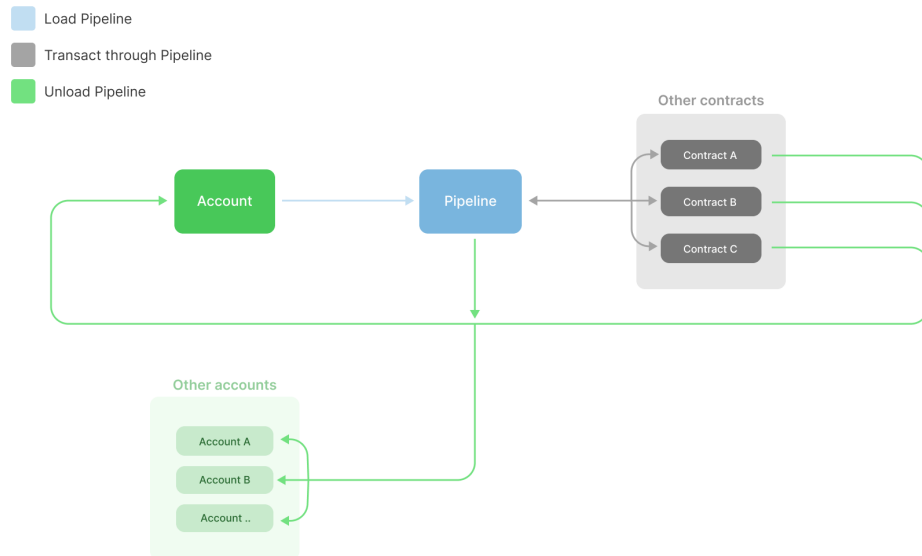 Load Pipeline
Transact through Pipeline
Unload Pipeline
Other contracts
Contract A
Account
Pipeline
Contract B
Contract C
Other accounts
Account A
Account B
Account ..